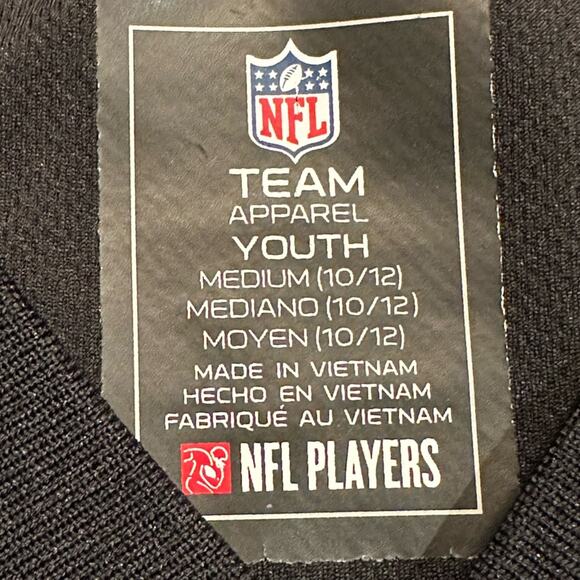 NFL
TEAM
APPAREL
YOUTH
MEDIUM (10/12)
MEDIANO (10/12)
MOYEN (10/12)
MADE IN VIETNAM
HECHO EN VIETNAM
FABRIQUÉ AU VIETNAM
NFL PLAYERS